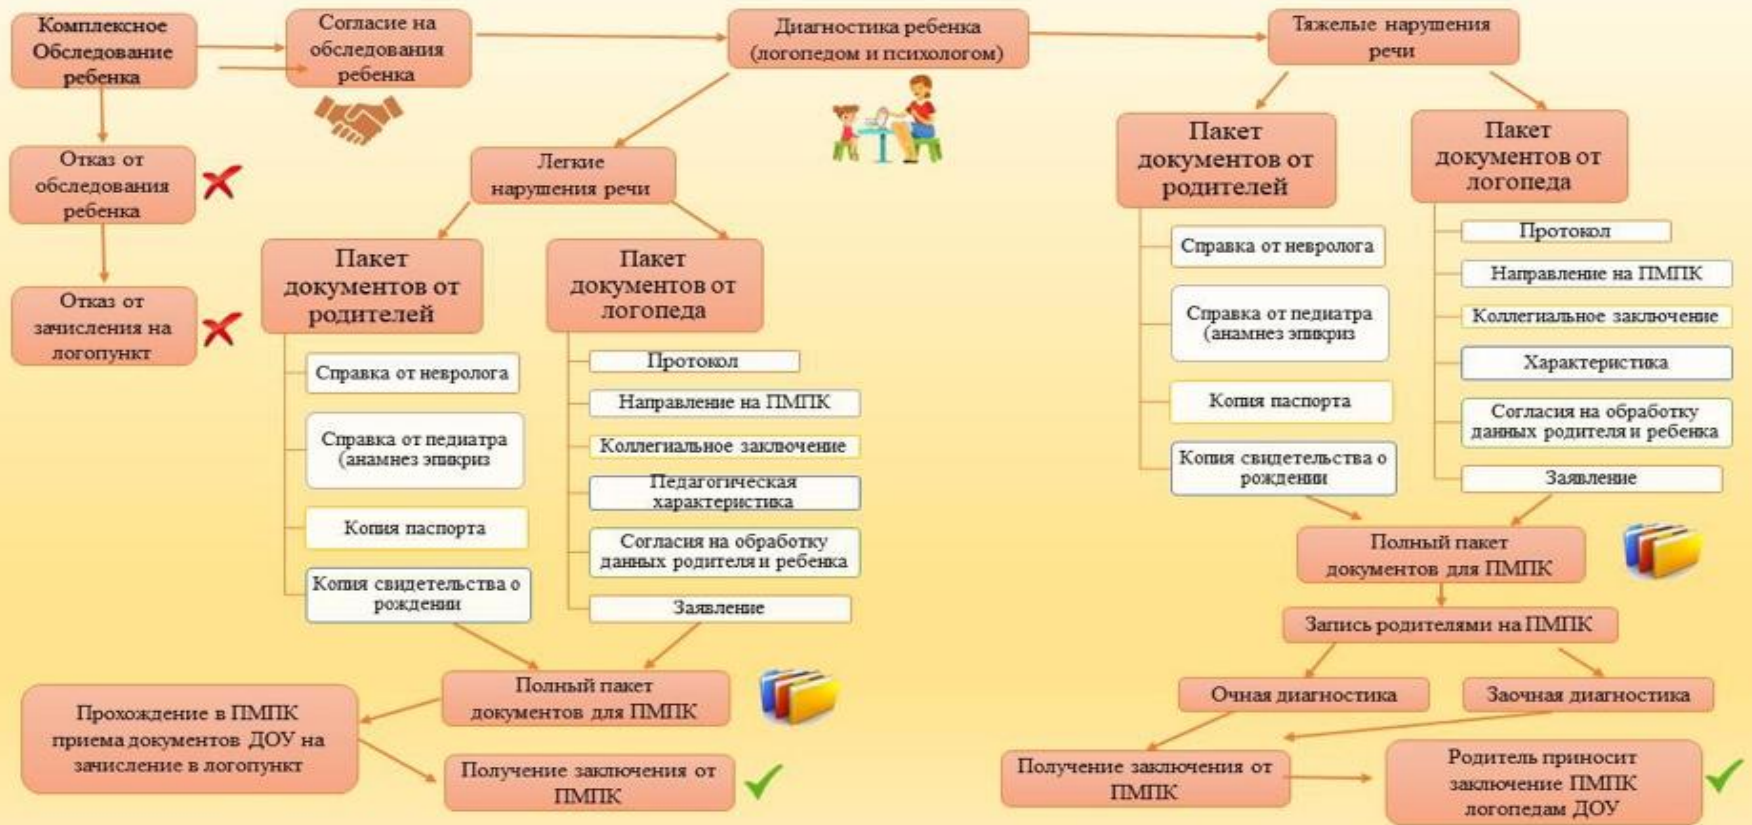 Комплексное
Обследование
ребенка
Согласие на
обследования
ребенка
Диагностика ребенка
(логопедом и психологом)
Тяжелые нарушения
речи
Отказ от
обследования
ребенка
Отказ от
зачисления на
логопункт
Легкие
нарушения речи
Пакет
документов от
родителей
Справка от невролога
Справка от педиатра
(анамнез эпикриз
Копия паспорта
Копия свидетельства о
рождении
Пакет
документов от
логопеда
Протокол
Направление на ПМПК
Коллегиальное заключение
Педагогическая
характеристика
Согласия на обработку
данных родителя и ребенка
Заявление
Полный пакет
документов для ПМПК
Прохождение в ПМПК
приема документов ДОУ на
зачисление в логопункт
Получение заключения от
ПМПК
Пакет
документов от
родителей
Справка от невролога
Справка от педиатра
(анамнез эпикриз
Копия паспорта
Копия свидетельства о
рождении
Пакет
документов от
логопеда
Протокол
Направление на ПМПК
Коллегиальное заключение
Характеристика
Согласия на обработку
данных родителя и ребенка
Заявление
Полный пакет
документов для ПМПК
Запись родителями на ПМПК
Очная диагностика
Заочная диагностика
Получение заключения от
ПМПК
Родитель приносит
заключение ПМПК
логопедам ДОУ